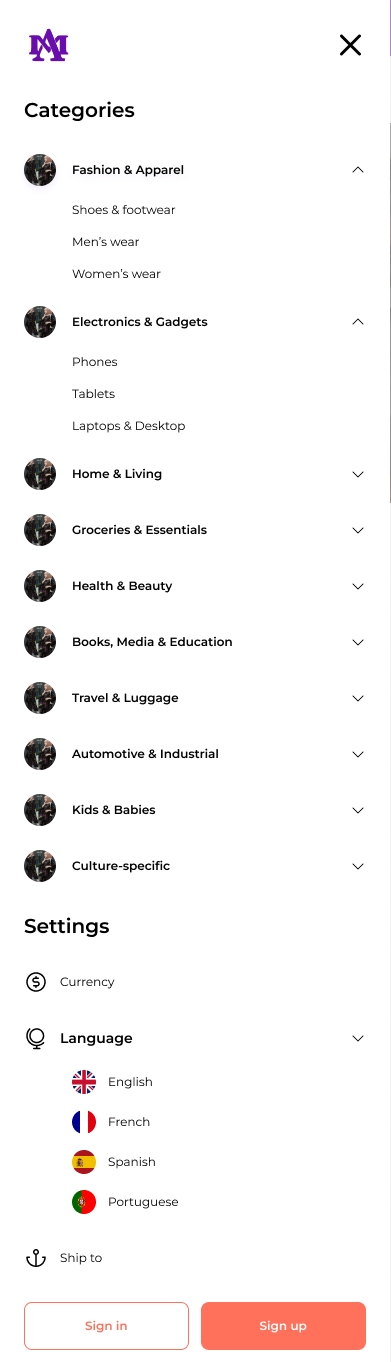 MA
Categories
Fashion & Apparel
Shoes & footwear
Men’s wear
Women’s wear
Electronics & Gadgets
Phones
Tablets
Laptops & Desktop
Home & Living
Groceries & Essentials
Health & Beauty
Books, Media & Education
Travel & Luggage
Automotive & Industrial
Kids & Babies
Culture-specific
Settings
Currency
Language
English
French
Spanish
Portuguese
Ship to
Sign in
Sign up